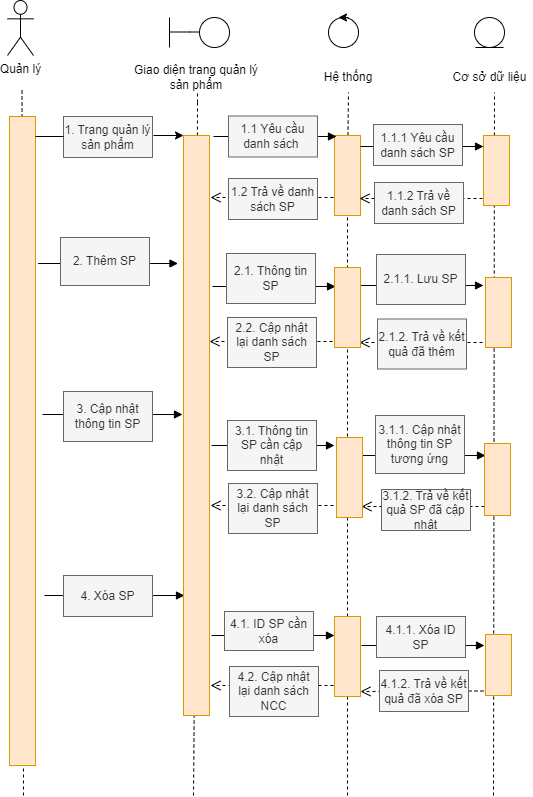 Quản lý
Giao diện trang quản lý
sản phẩm
Hệ thống
Cơ sở dữ liệu
1. Trang quản lý
sản phẩm
1.1 Yêu cầu
danh sách
1.1.1 Yêu cầu
danh sách SP
1.2 Trả về danh
sách SP
1.1.2 Trả về
danh sách SP
2. Thêm SP
2.1. Thông tin
SP
2.1.1. Lưu SP
2.2. Cập nhật
lại danh sách
SP
2.1.2. Trả về kết
quả đã thêm
3. Cập nhật
thông tin SP
3.1. Thông tin
SP cần cập
nhật
3.1.1. Cập nhật
thông tin SP
tương ứng
3.2. Cập nhật
lại danh sách
SP
3.1.2. Trả về kết
quả SP đã cập
nhật
4. Xóa SP
4.1. ID SP cần
xóa
4.1.1. Xóa ID
SP
4.2. Cập nhật
lại danh sách
NCC
4.1.2. Trả về kết
quả đã xóa SP